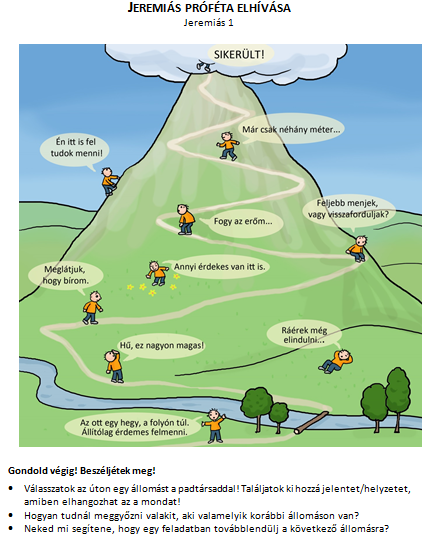 JEREMIÁS PRÓFÉTA ELHÍVÁSA
Jeremiás 1
SIKERÜLT!
Már csak néhány méter...
Én itt is fel
tudok menni!
Feljebb menjek,
vagy visszaforduljak?
Fogy az erőm...
Annyi érdekes van itt is.
Meglátjuk,
hogy bírom.
Ráérek még
elindulni...
Hű, ez nagyon magas!
Az ott egy hegy, a folyón túl.
Állítólag érdemes felmenni.
Gondold végig! Beszéljétek meg!
• Válasszatok az úton egy állomást a padtársaddal! Találjatok ki hozzá jelentet/helyzetet,
amiben elhangozhat az a mondat!
• Hogyan tudnál meggyőzni valakit, aki valamelyik korábbi állomáson van?
• Neked mi segítene, hogy egy feladatban továbblendülj a következő állomásra?